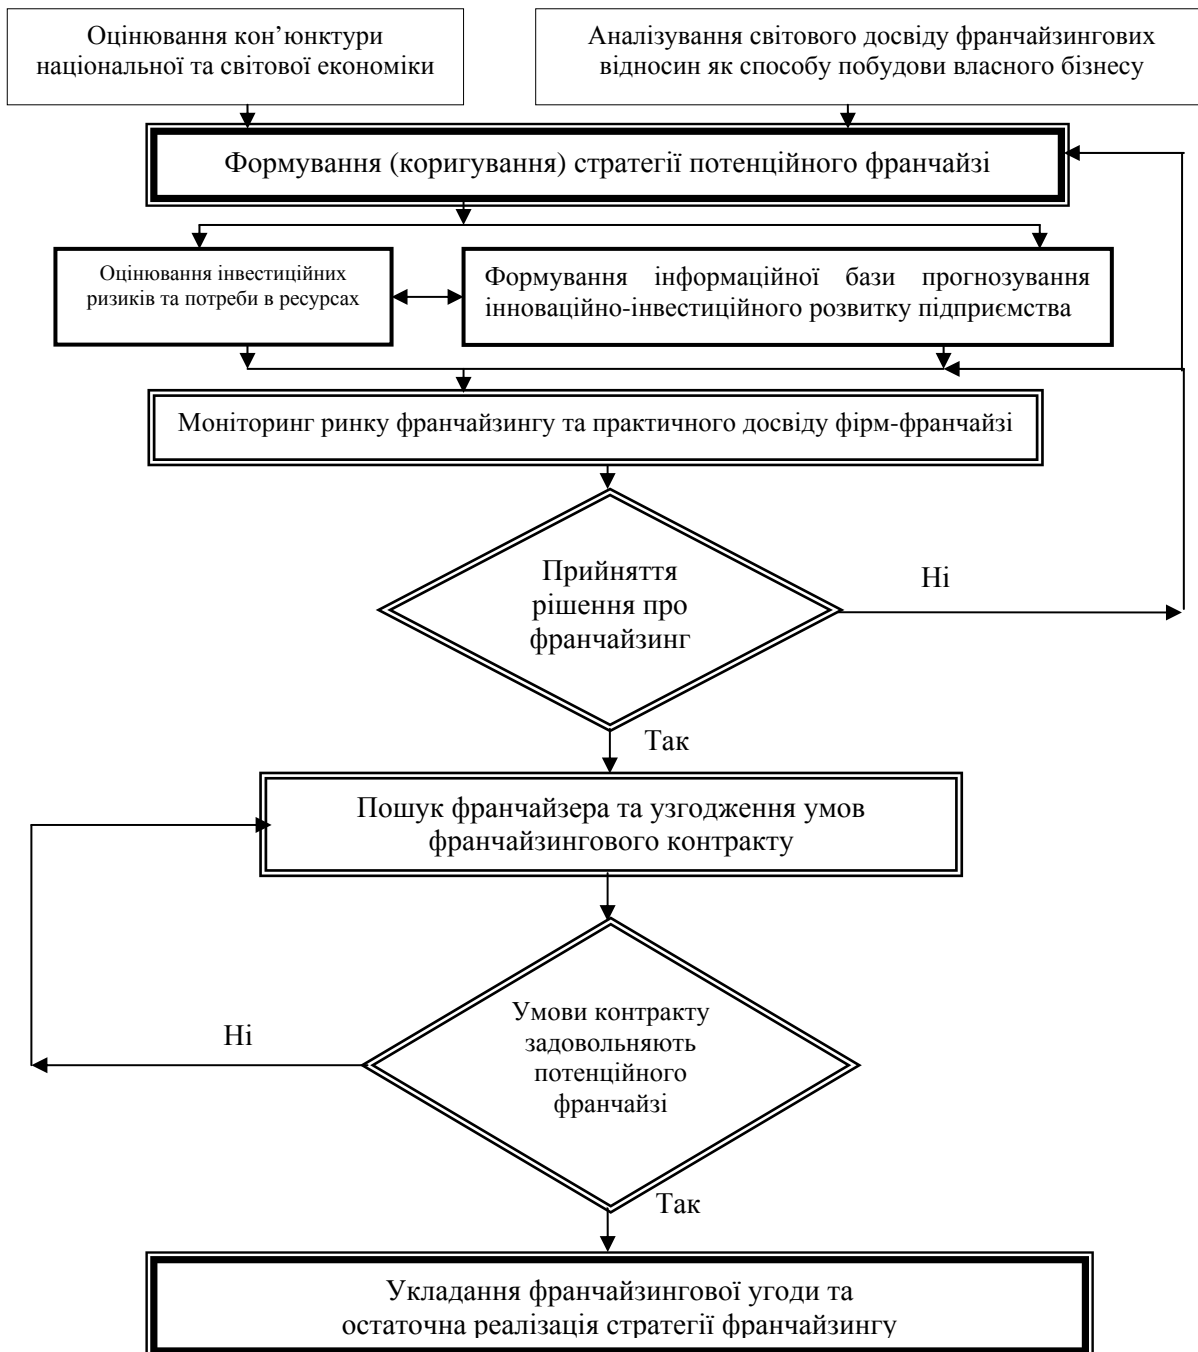 Оцінювання кон’юнктури
національної та світової економіки
Аналізування світового досвіду франчайзингових
відносин як способу побудови власного бізнесу
Формування (коригування) стратегії потенційного франчайзі
Оцінювання інвестиційних
ризиків та потреби в ресурсах
Формування інформаційної бази прогнозування
інноваційно-інвестиційного розвитку підприємства
Моніторинг ринку франчайзингу та практичного досвіду фірм-франчайзі
Прийняття
рішення про
франчайзинг
Ні
Так
Пошук франчайзера та узгодження умов
франчайзингового контракту
Умови контракту
задовольняють
потенційного
франчайзі
Ні
Так
Укладання франчайзингової угоди та
остаточна реалізація стратегії франчайзингу